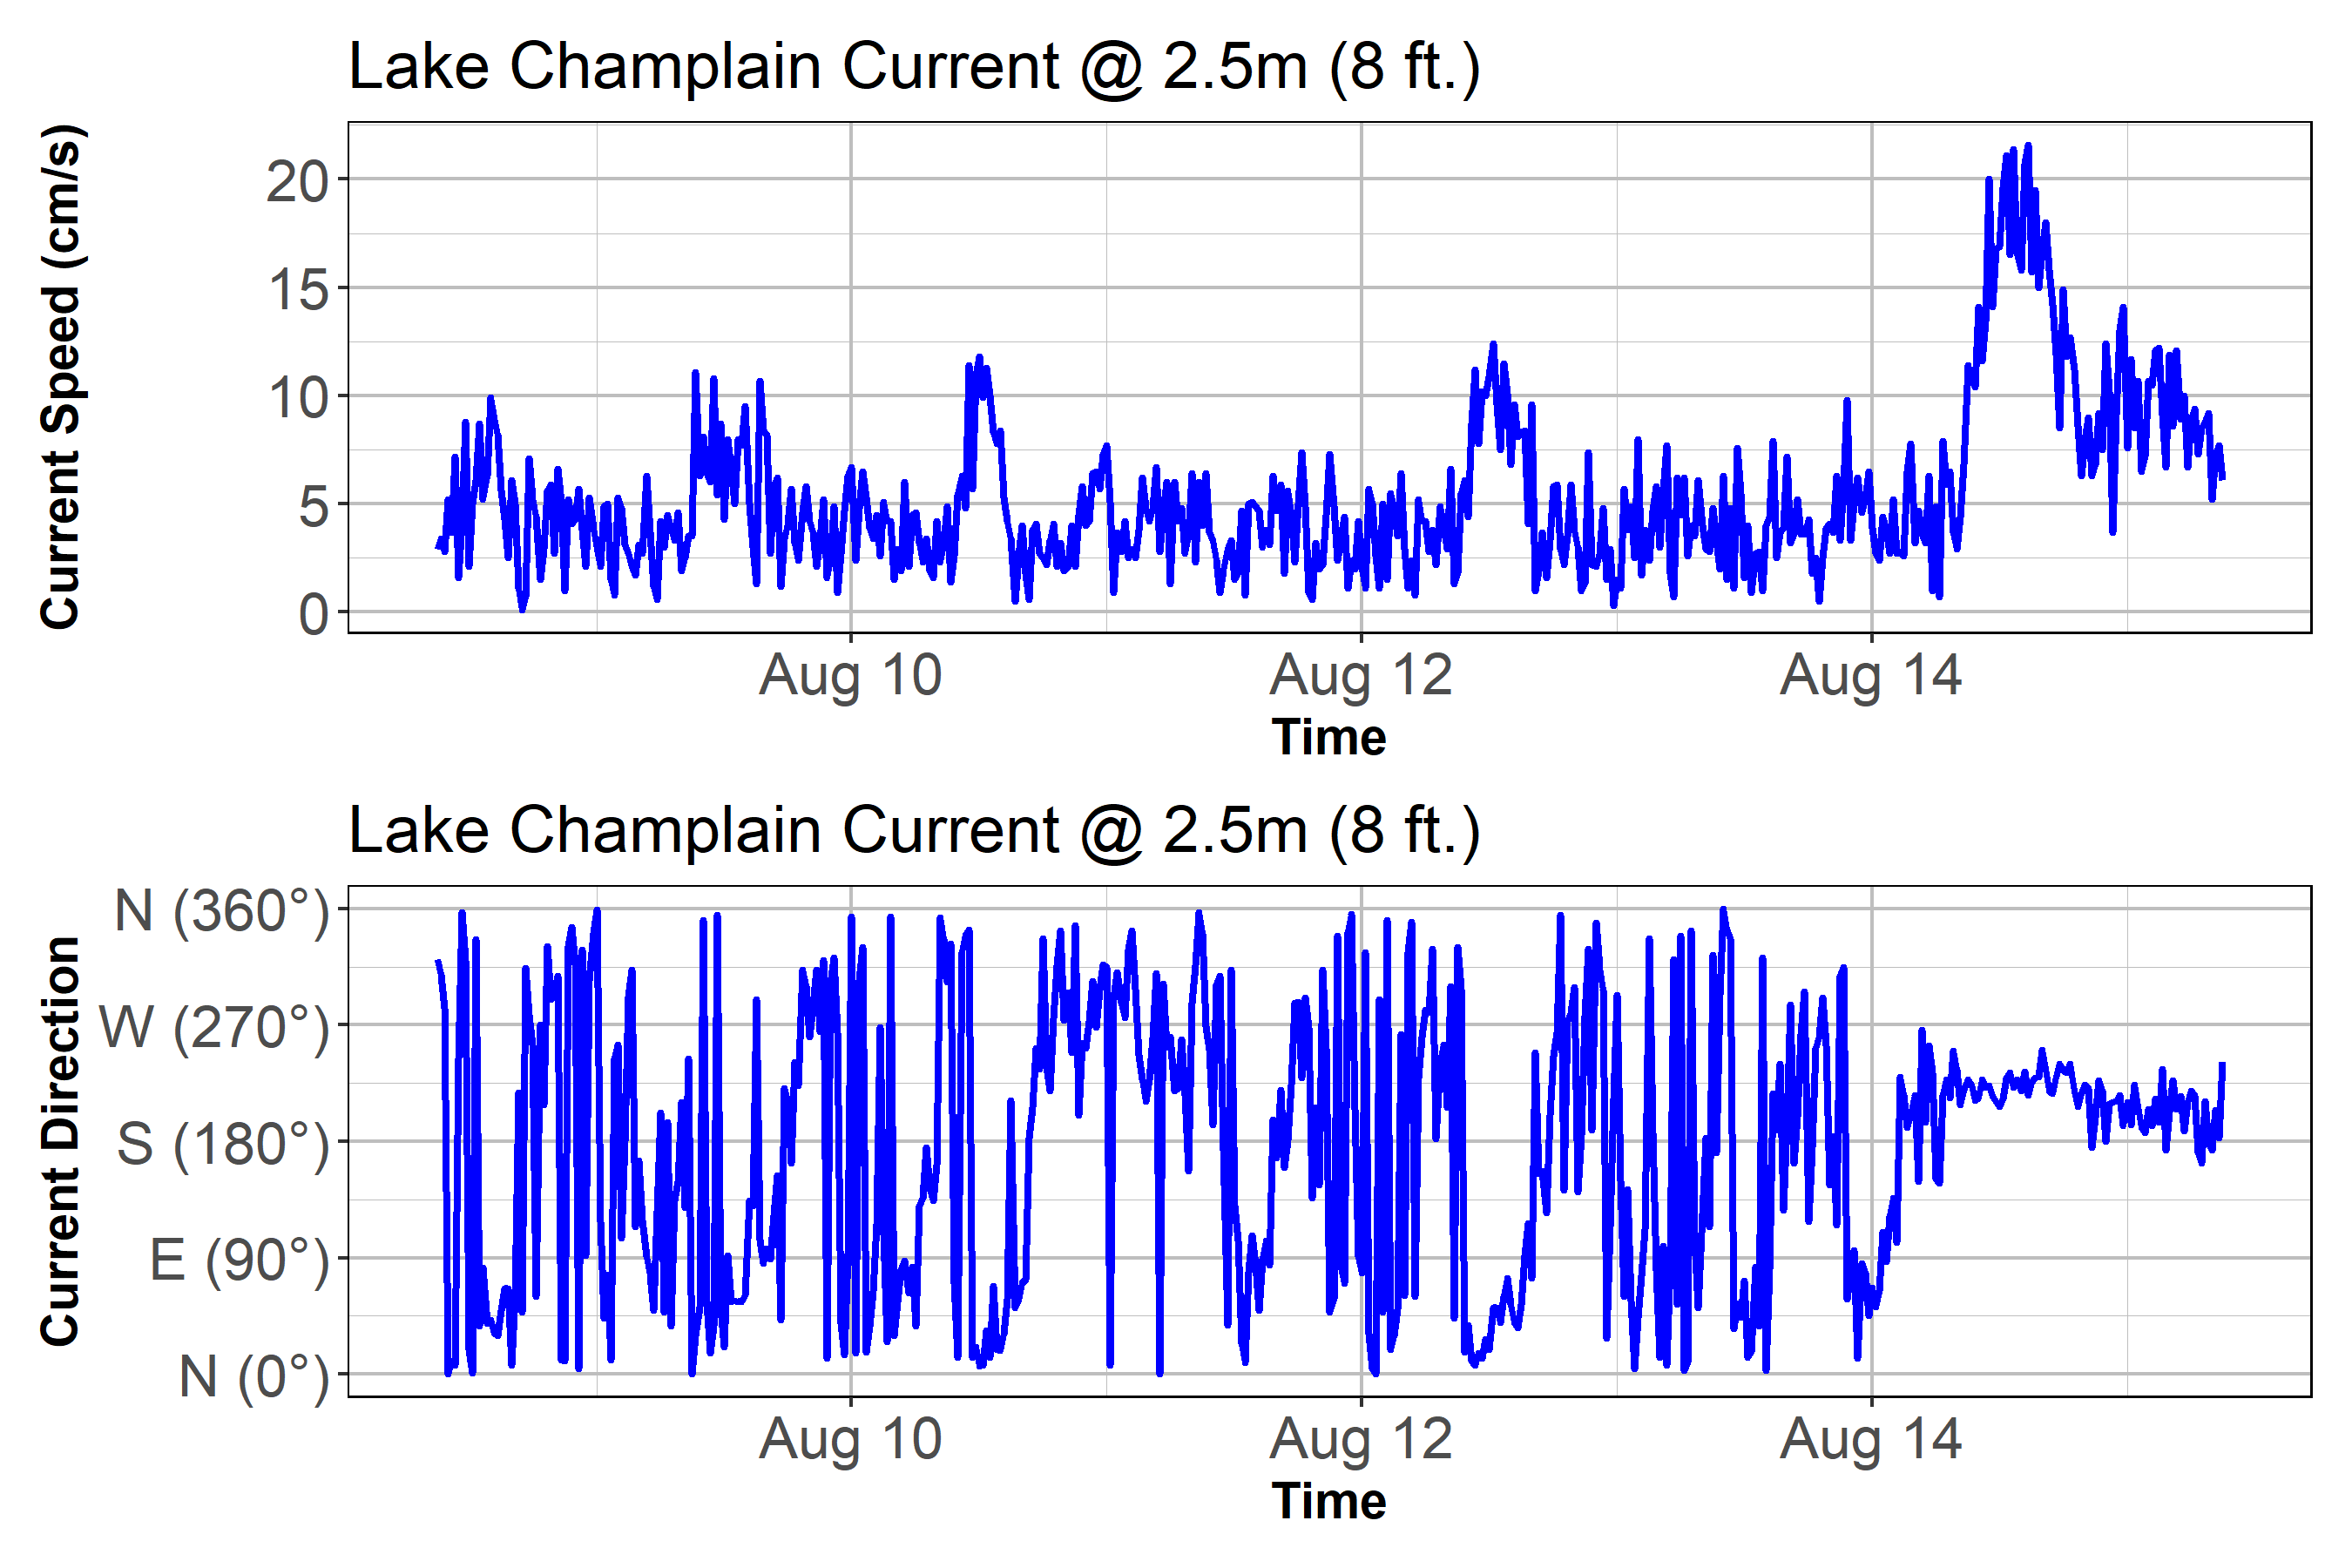 Lake Champlain Current @ 2.5m (8 ft.)
Current Speed (cm/s)
20
15
10
5
0
Aug 10 Aug 12 Aug 14
Time
Lake Champlain Current @ 2.5m (8 ft.)
Current Direction
N (360°)
W (270°)
S (180°)
E (90°)
N (0°)
Aug 10 Aug 12 Aug 14
Time